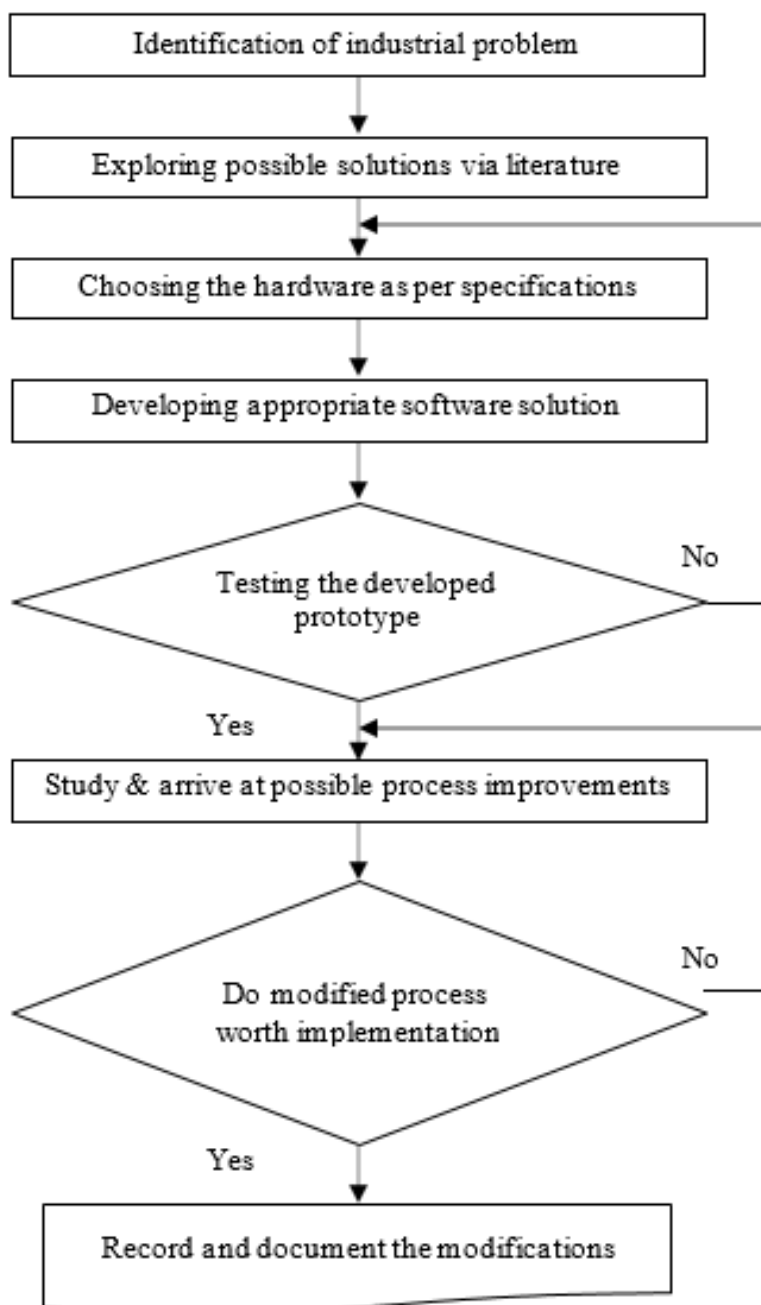 Identification of industrial problem
Exploring possible solutions via literature
Choosing the hardware as per specifications
Developing appropriate software solution
Testing the developed
prototype
No
Yes
Study & arrive at possible process improvements
Do modified process
worth implementation
No
Yes
Record and document the modifications